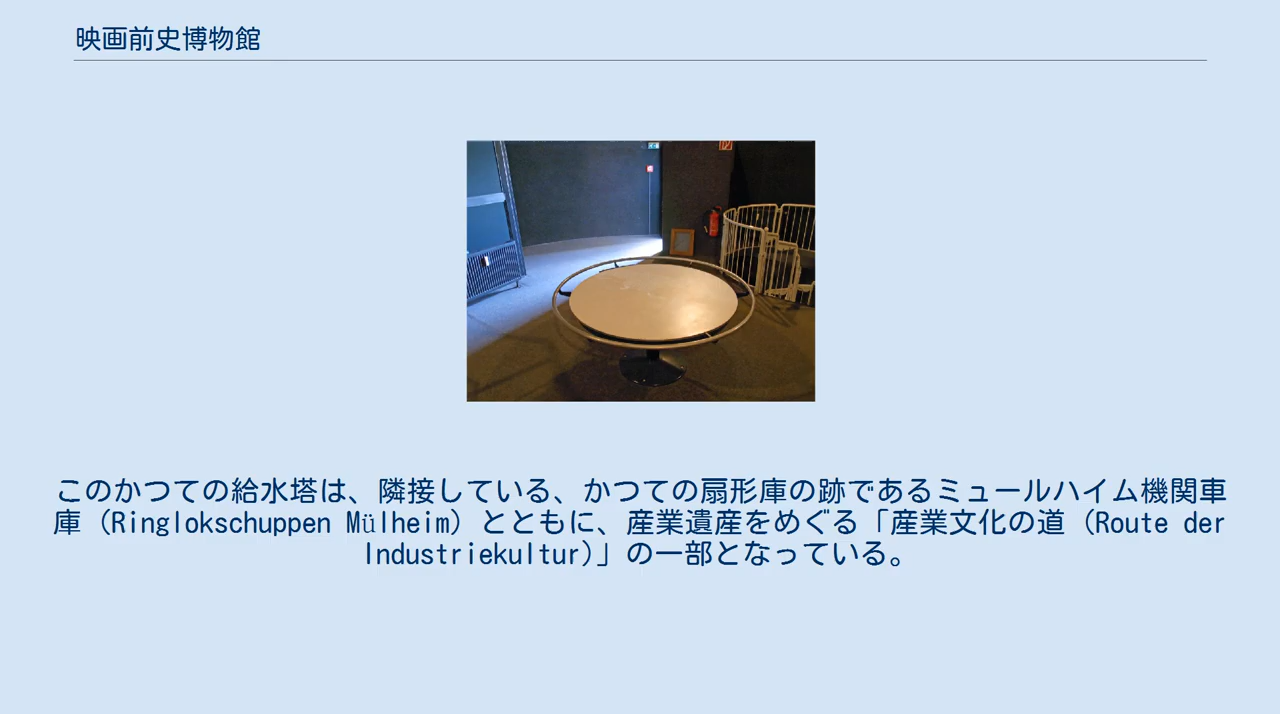 映画前史博物館
このかつての給水塔は、隣接している、かつての扇形庫の跡であるミュールハイム機関車
庫（Ringlokschuppen Mülheim）とともに、産業遺産をめぐる「産業文化の道（Route der
Industriekultur)」の一部となっている。